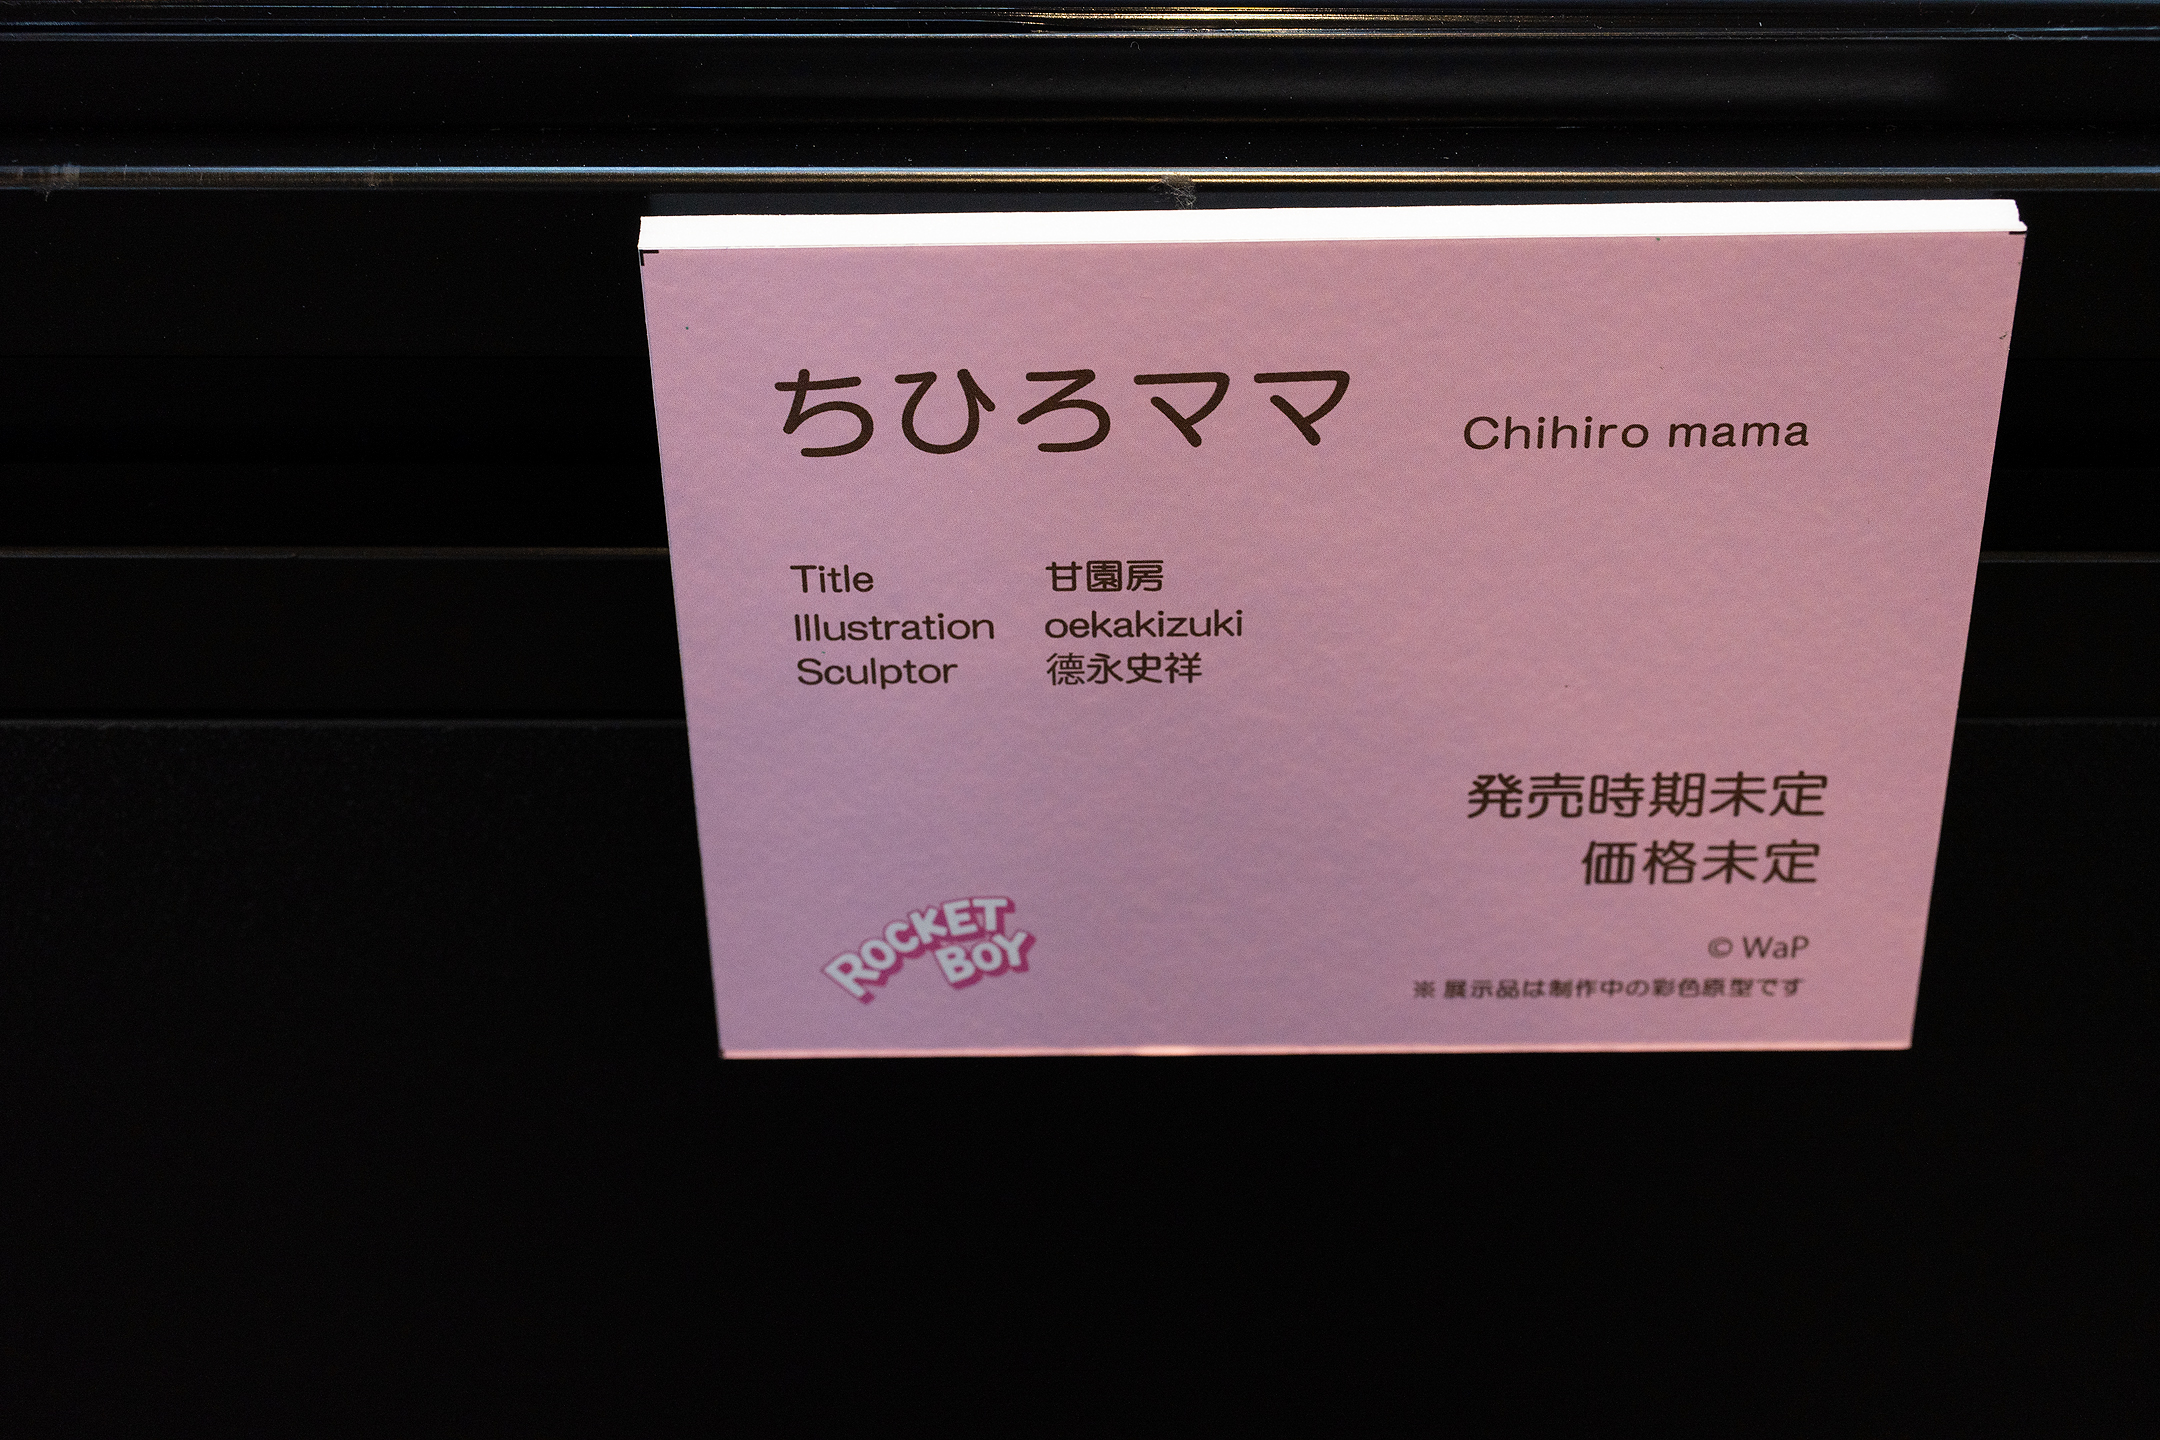 ちひろママ Chihiro mama
Title 甘園房
Illustration oekakizuki
Sculptor 德永史祥
発売時期未定
価格未定
ROCKET
BOY
© WaP
※ 展示品は制作中の彩色原型です